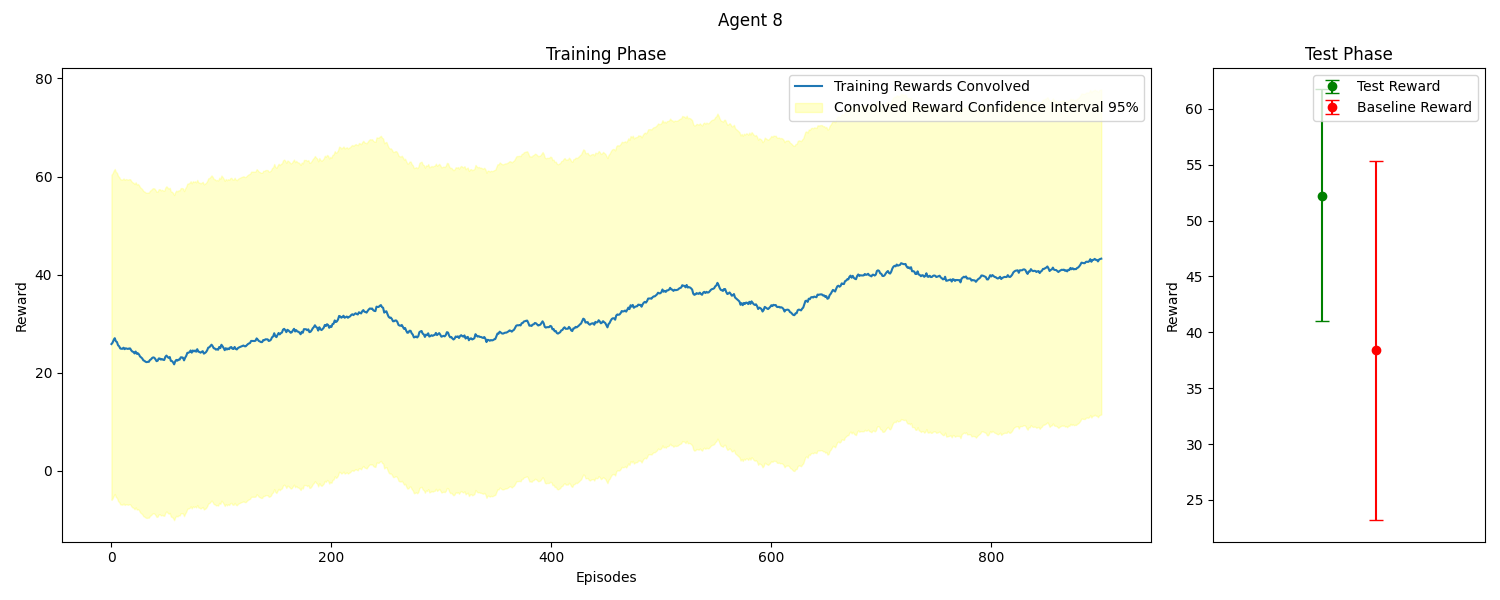 Agent 8
Training Phase
Training Rewards Convolved
Convolved Reward Confidence Interval 95%
80
60
40
20
0
Reward
0 200 400 600 800
Episodes
Test Phase
Test Reward
Baseline Reward
60
55
50
45
40
35
30
25
Reward